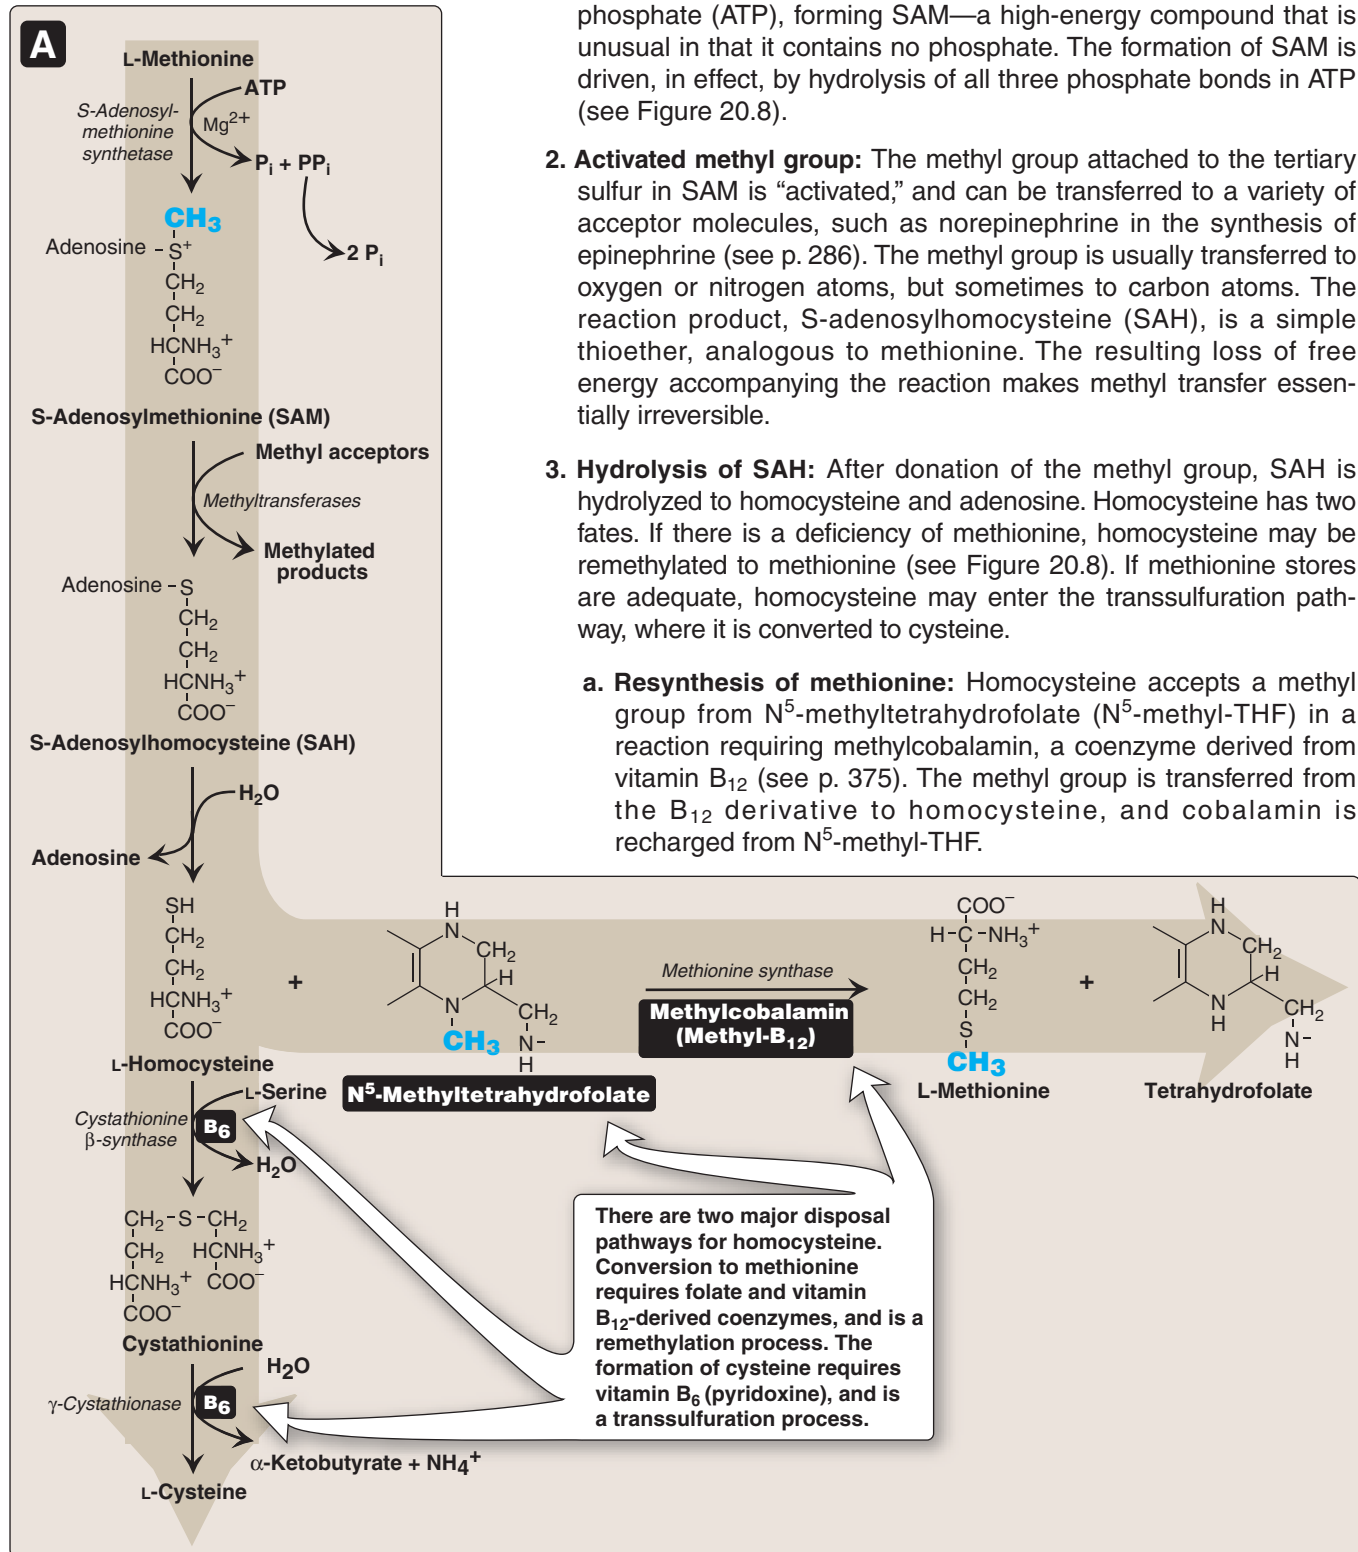 phosphate (ATP), forming SAM—a high-energy compound that is
unusual in that it contains no phosphate. The formation of SAM is
driven, in effect, by hydrolysis of all three phosphate bonds in ATP
(see Figure 20.8).
2. Activated methyl group: The methyl group attached to the tertiary
sulfur in SAM is “activated,” and can be transferred to a variety of
acceptor molecules, such as norepinephrine in the synthesis of
epinephrine (see p. 286). The methyl group is usually transferred to
oxygen or nitrogen atoms, but sometimes to carbon atoms. The
reaction product, S-adenosylhomocysteine (SAH), is a simple
thioether, analogous to methionine. The resulting loss of free
energy accompanying the reaction makes methyl transfer essen-
tially irreversible.
3. Hydrolysis of SAH: After donation of the methyl group, SAH is
hydrolyzed to homocysteine and adenosine. Homocysteine has two
fates. If there is a deficiency of methionine, homocysteine may be
remethylated to methionine (see Figure 20.8). If methionine stores
are adequate, homocysteine may enter the transsulfuration path-
way, where it is converted to cysteine.
a. Resynthesis of methionine: Homocysteine accepts a methyl
group from N⁵-methyltetrahydrofolate (N⁵-methyl-THF) in a
reaction requiring methylcobalamin, a coenzyme derived from
vitamin B₁₂ (see p. 375). The methyl group is transferred from
the B₁₂ derivative to homocysteine, and cobalamin is
recharged from N⁵-methyl-THF.
A
L-Methionine
ATP
S-Adenosyl-
methionine
synthetase
Mg²⁺
Pᵢ + PPᵢ
2 Pᵢ
CH₃
Adenosine - S⁺
CH₂
CH₂
HCNH₃⁺
COO⁻
S-Adenosylmethionine (SAM)
Methyl acceptors
Methyltransferases
Methylated
products
Adenosine - S
CH₂
CH₂
HCNH₃⁺
COO⁻
S-Adenosylhomocysteine (SAH)
H₂O
Adenosine
SH
CH₂
CH₂
HCNH₃⁺
COO⁻
L-Homocysteine
+
H
N
CH₂
H
N
CH₂
CH₃
N-
H
N⁵-Methyltetrahydrofolate
Methionine synthase
Methylcobalamin
(Methyl-B₁₂)
COO⁻
H-C-NH₃⁺
CH₂
CH₂
S
CH₃
L-Methionine
+
H
N
CH₂
H
N
H
CH₂
N-
H
Tetrahydrofolate
L-Serine
Cystathionine
β-synthase
B₆
H₂O
CH₂-S-CH₂
CH₂ HCNH₃⁺
HCNH₃⁺ COO⁻
COO⁻
Cystathionine
H₂O
γ-Cystathionase
B₆
α-Ketobutyrate + NH₄⁺
L-Cysteine
There are two major disposal
pathways for homocysteine.
Conversion to methionine
requires folate and vitamin
B₁₂-derived coenzymes, and is a
remethylation process. The
formation of cysteine requires
vitamin B₆ (pyridoxine), and is
a transsulfuration process.